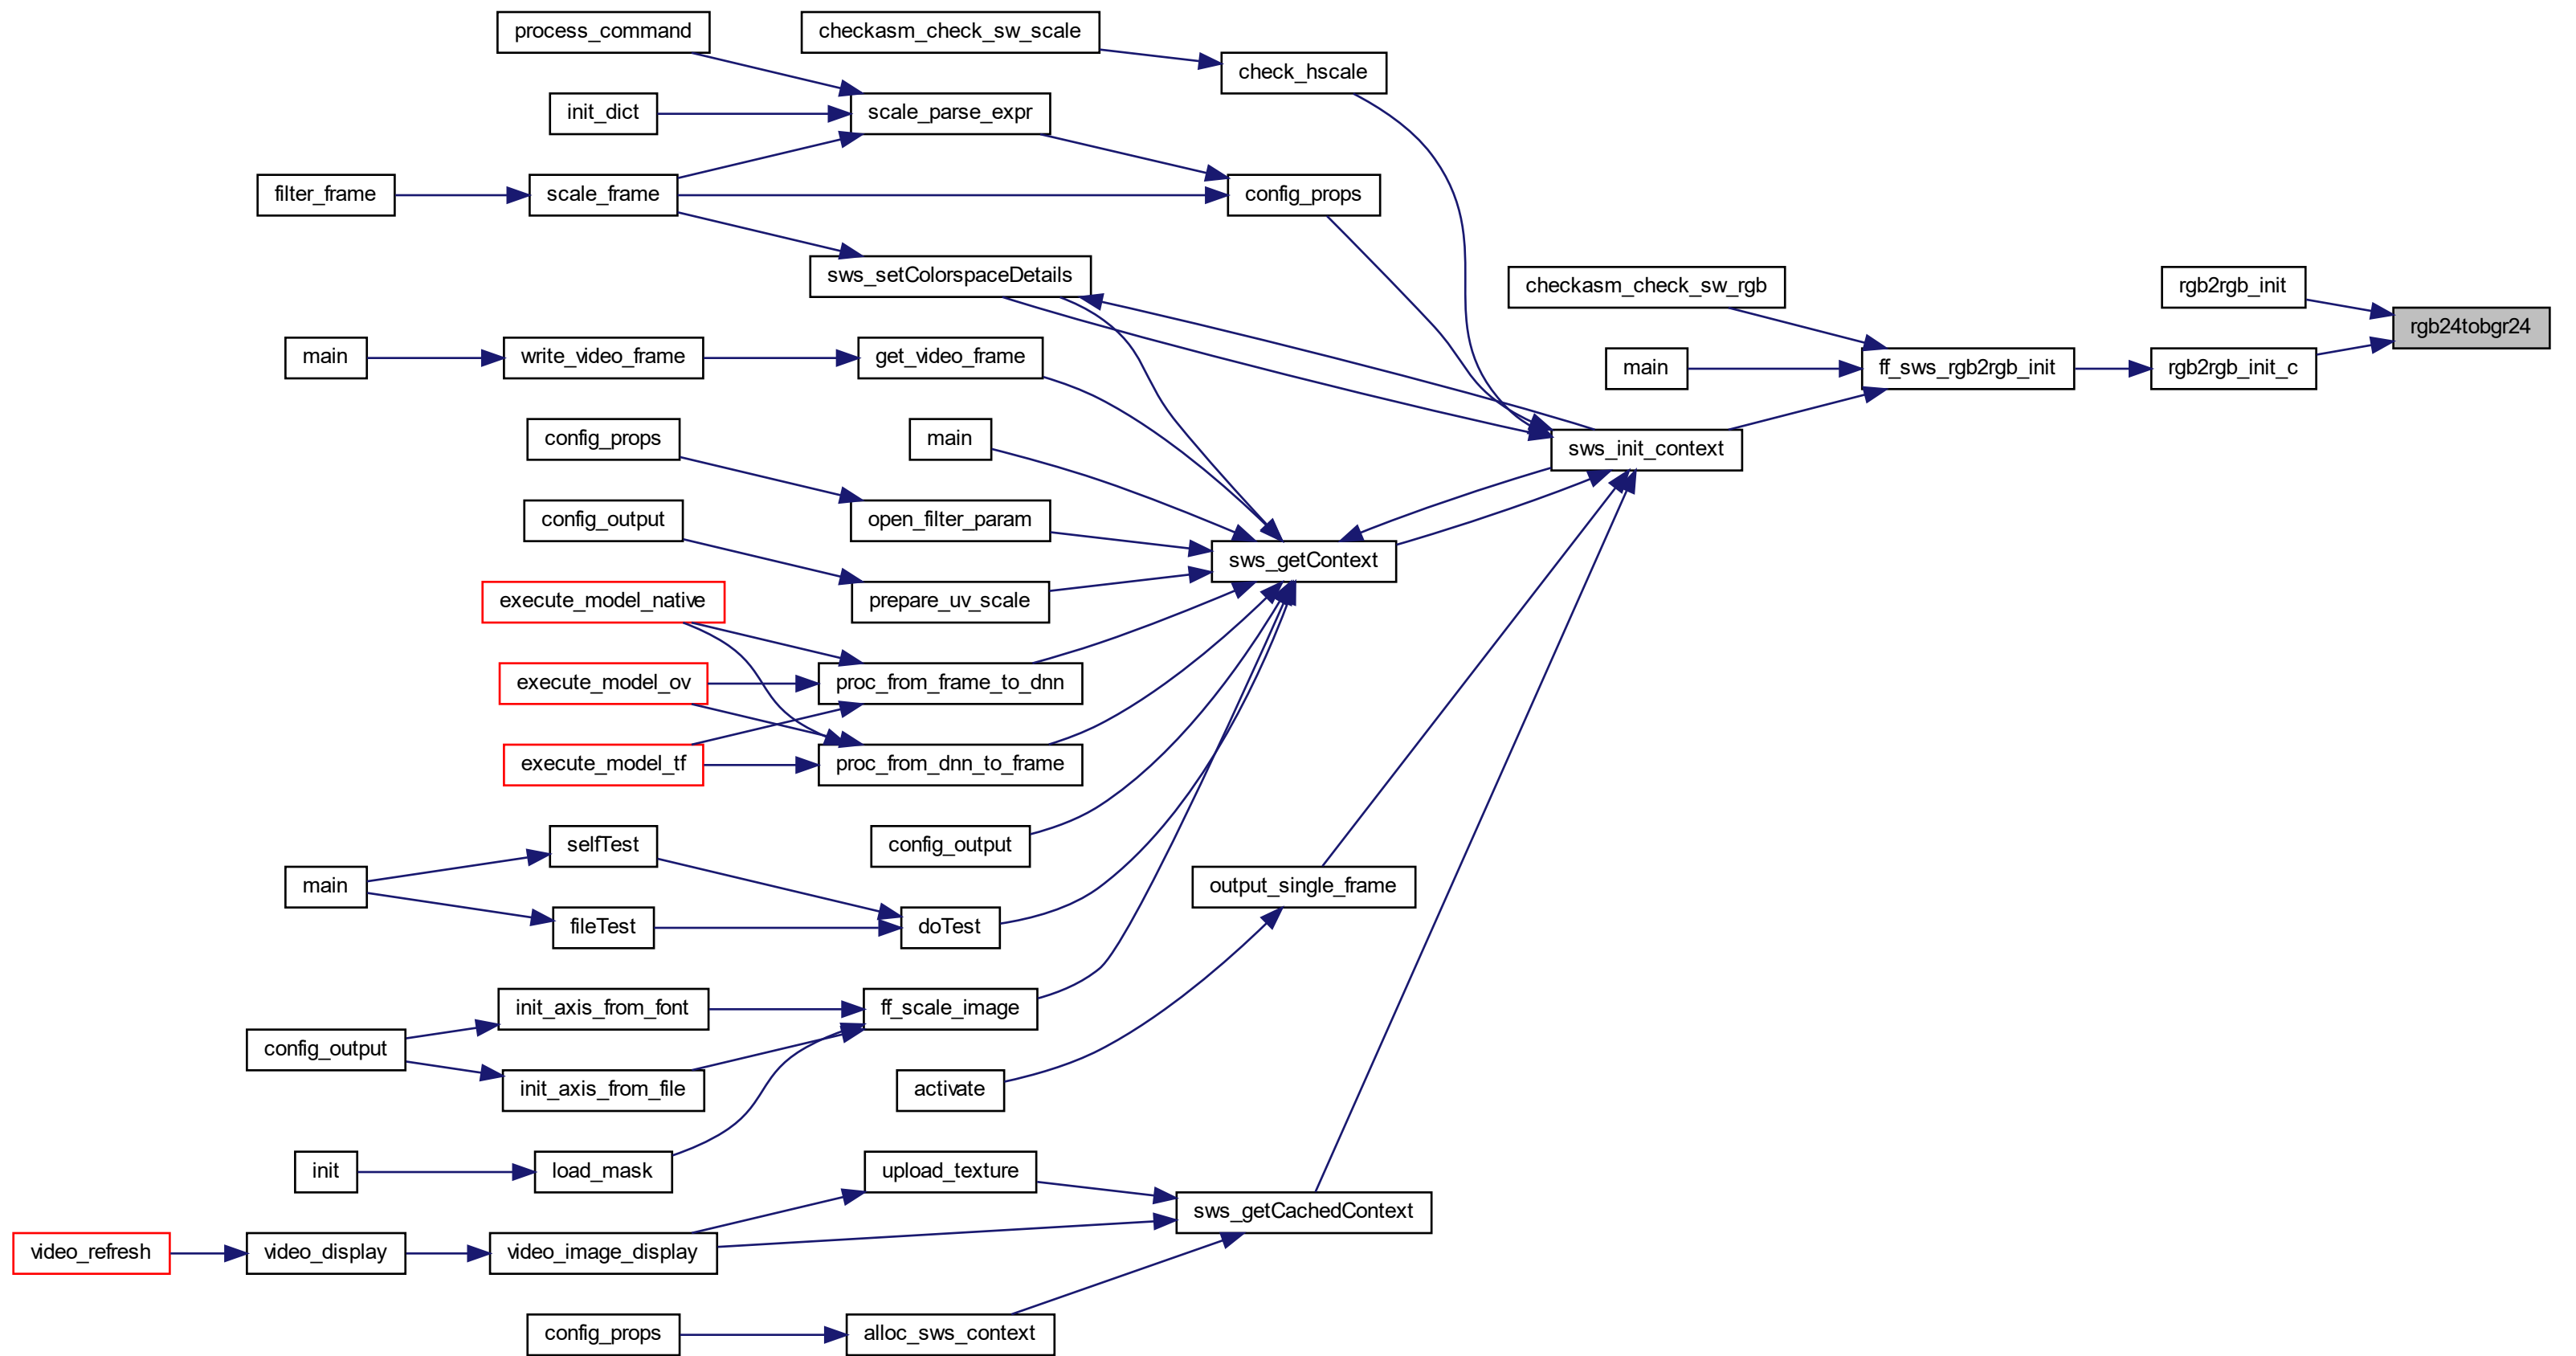 process_command
checkasm_check_sw_scale
check_hscale
init_dict
scale_parse_expr
filter_frame
scale_frame
config_props
sws_setColorspaceDetails
checkasm_check_sw_rgb
rgb2rgb_init
rgb24tobgr24
main
write_video_frame
get_video_frame
main
ff_sws_rgb2rgb_init
rgb2rgb_init_c
config_props
main
sws_init_context
config_output
open_filter_param
sws_getContext
execute_model_native
prepare_uv_scale
execute_model_ov
proc_from_frame_to_dnn
execute_model_tf
proc_from_dnn_to_frame
selfTest
config_output
main
output_single_frame
fileTest
doTest
init_axis_from_font
ff_scale_image
config_output
init_axis_from_file
activate
init
load_mask
upload_texture
sws_getCachedContext
video_refresh
video_display
video_image_display
config_props
alloc_sws_context